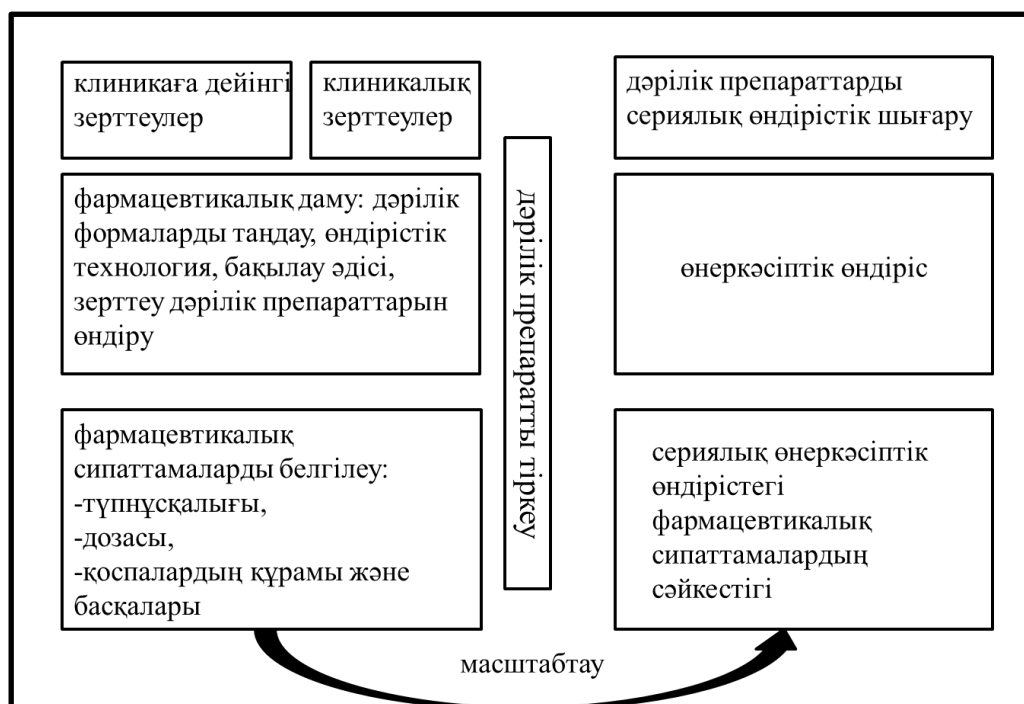 клиникаға дейінгі
зерттеулер
клиникалық
зерттеулер
фармацевтикалық даму: дәрілік
формаларды таңдау, өндірістік
технология, бақылау әдісі,
зерттеу дәрілік препараттарын
өндіру
фармацевтикалық
сипаттамаларды белгілеу:
-түпнұсқалығы,
-дозасы,
-қоспалардың құрамы және
басқалары
дәрілік препаратты тіркеу
дәрілік препараттарды
сериялық өндірістік шығару
өнеркәсіптік өндіріс
сериялық өнеркәсіптік
өндірістегі
фармацевтикалық
сипаттамалардың
сәйкестігі
масштабтау